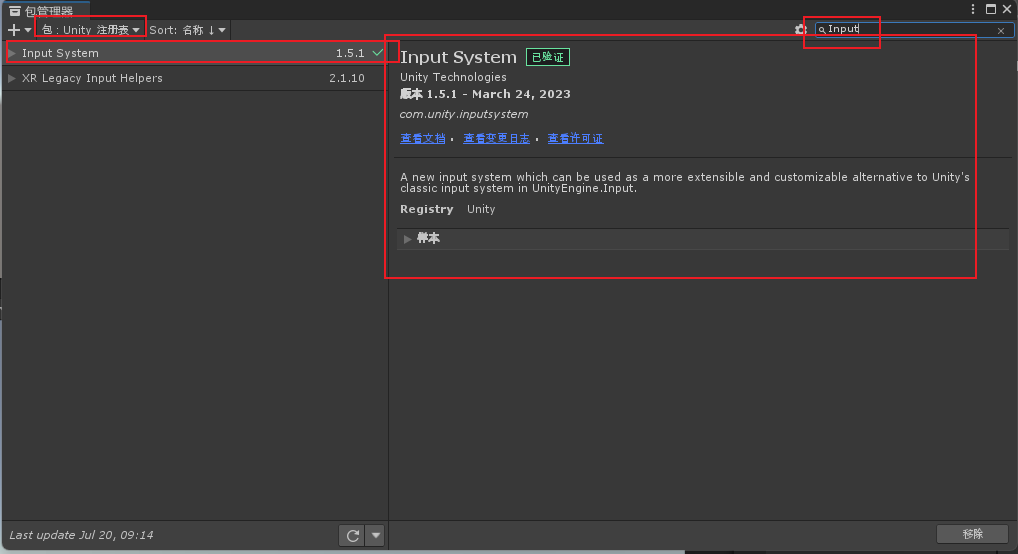 包管理器
包 : Unity 注册表 Sort: 名称 ↓ Input
Input System 1.5.1
XR Legacy Input Helpers 2.1.10
Input System 已验证
Unity Technologies
版本 1.5.1 - March 24, 2023
com.unity.inputsystem
查看文档 · 查看变更日志 · 查看许可证
A new input system which can be used as a more extensible and customizable alternative to Unity's
classic input system in UnityEngine.Input.
Registry Unity
样本
Last update Jul 20, 09:14
移除